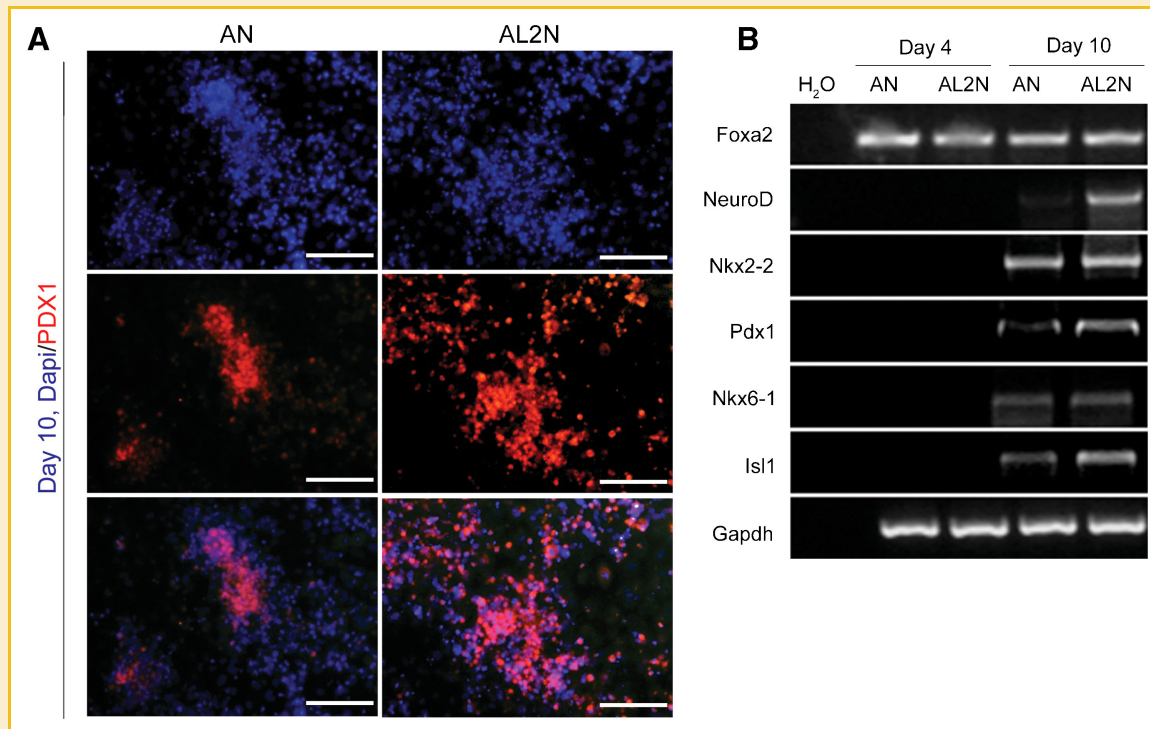 A
AN
AL2N
Day 10, Dapi/PDX1
B
Day 4
Day 10
H₂O
AN
AL2N
AN
AL2N
Foxa2
NeuroD
Nkx2-2
Pdx1
Nkx6-1
Isl1
Gapdh